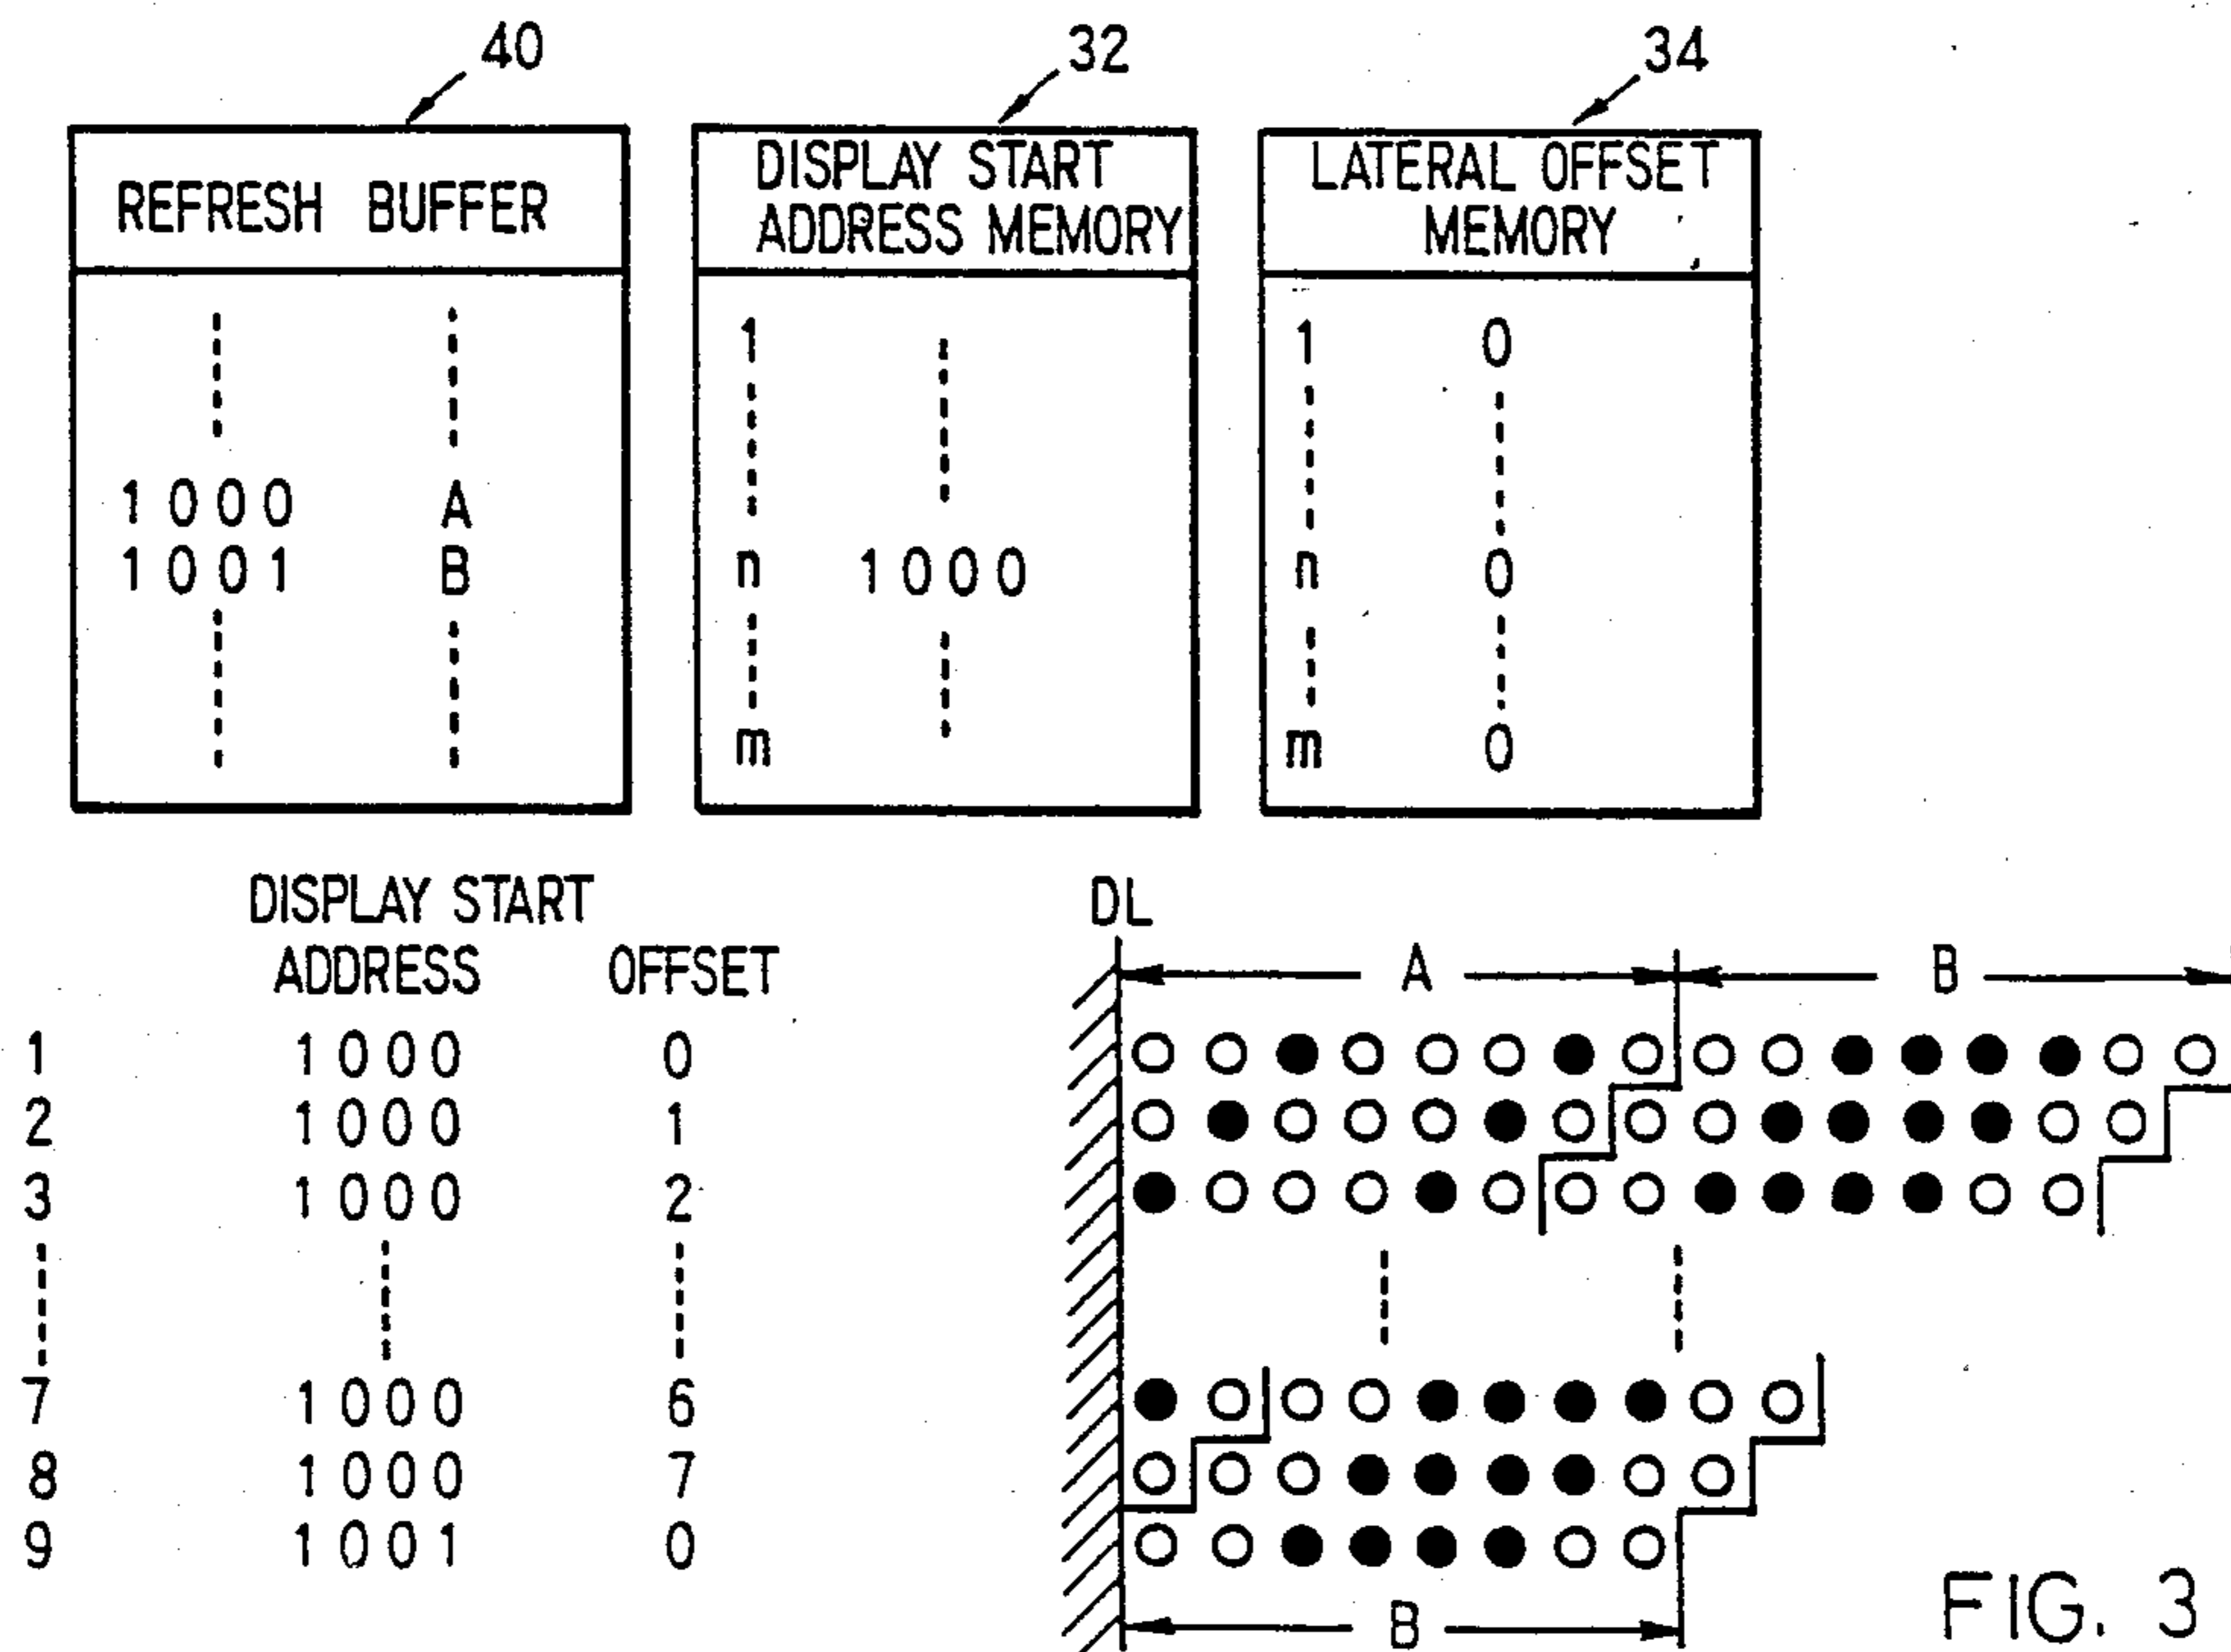 40 32 34
REFRESH BUFFER
DISPLAY START
ADDRESS MEMORY
LATERAL OFFSET
MEMORY
1 1 0
1000 A
1001 B n 1000 n 0
m m 0
DISPLAY START
ADDRESS OFFSET
DL
A B
1 1000 0
2 1000 1
3 1000 2
7 1000 6
8 1000 7
9 1001 0
B
FIG. 3